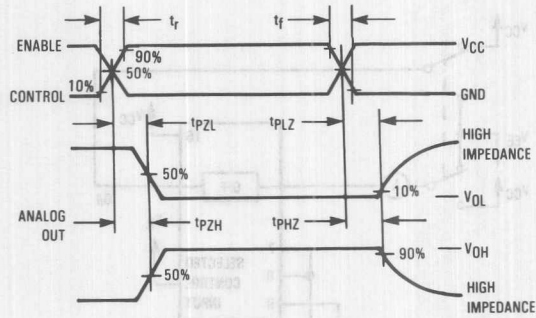 tr
tf
ENABLE
90%
VCC
50%
CONTROL
10%
GND
tPZL
tPLZ
HIGH
IMPEDANCE
50%
10%
VOL
ANALOG
OUT
tPZH
tPHZ
90%
VOH
50%
HIGH
IMPEDANCE